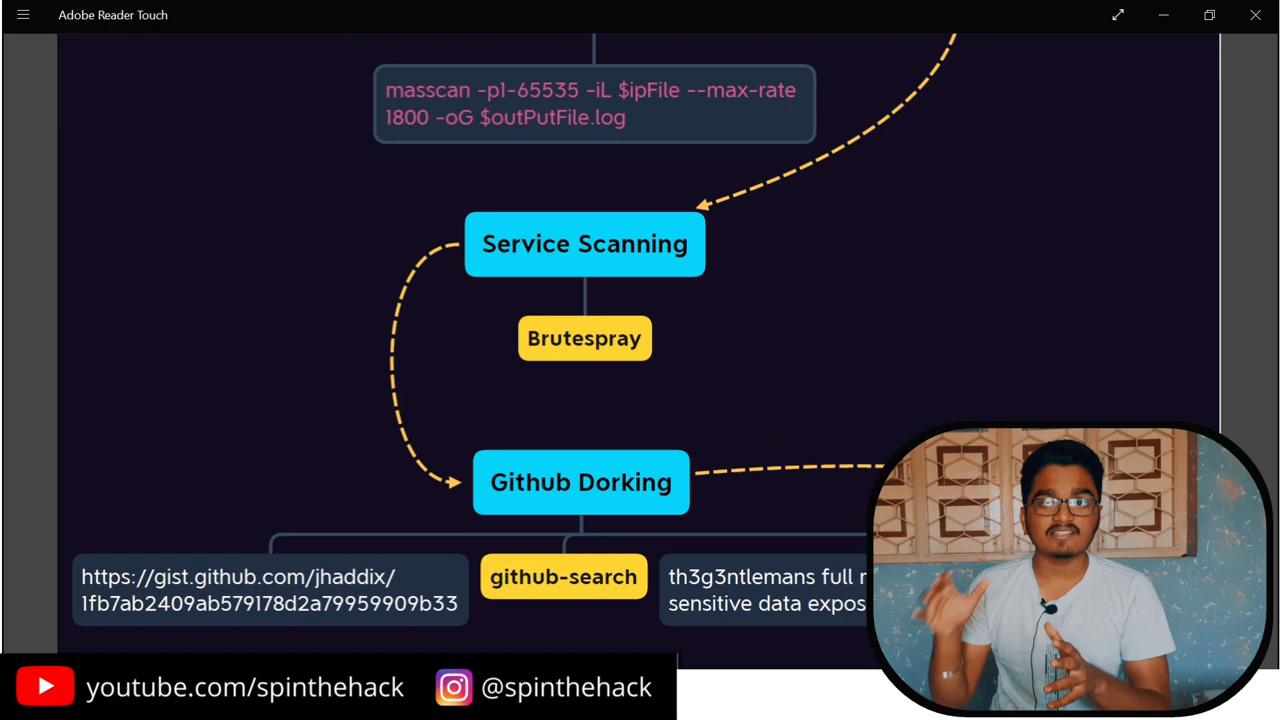 Adobe Reader Touch
masscan -p1-65535 -iL $ipFile --max-rate
1800 -oG $outPutFile.log
Service Scanning
Brutespray
Github Dorking
https://gist.github.com/jhaddix/
1fb7ab2409ab579178d2a79959909b33
github-search
th3g3ntlemans full
sensitive data
youtube.com/spinthehack
@spinthehack